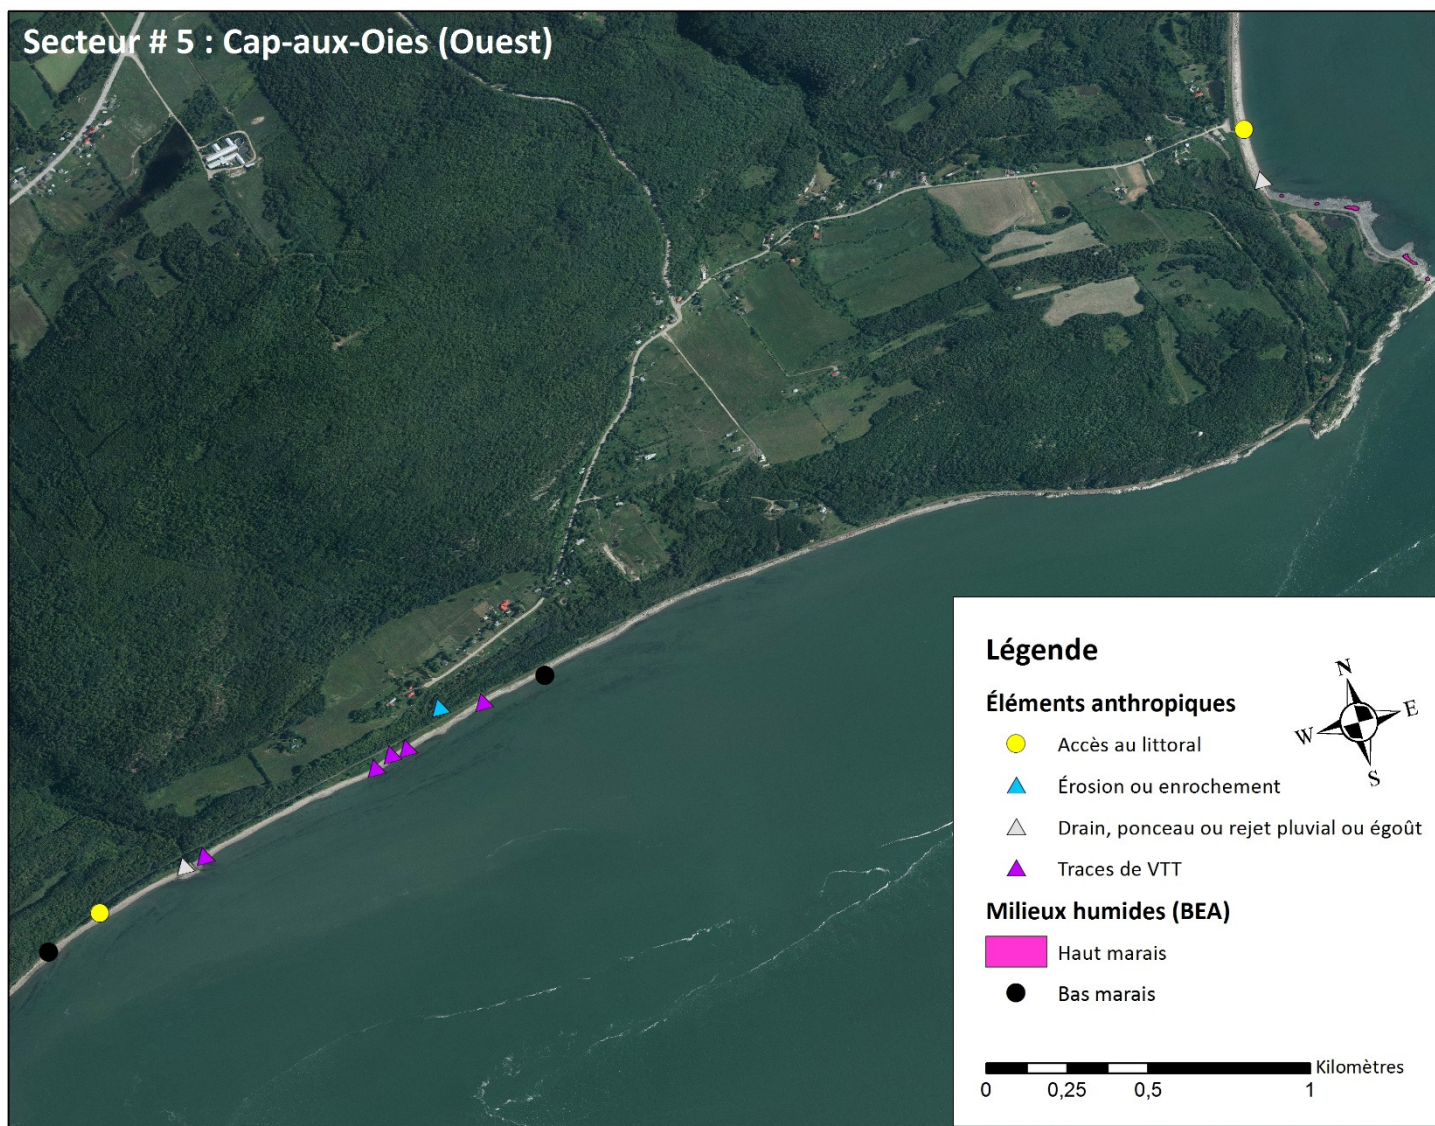 Secteur # 5 : Cap-aux-Oies (Ouest)
Légende
N
W E
S
Éléments anthropiques
Accès au littoral
Érosion ou enrochement
Drain, ponceau ou rejet pluvial ou égoût
Traces de VTT
Milieux humides (BEA)
Haut marais
Bas marais
Kilomètres
0 0,25 0,5 1